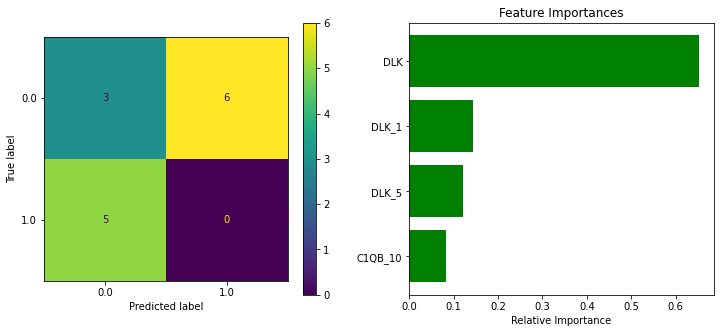 0.0
1.0
True label
3
6
5
0
0.0
1.0
Predicted label
6
5
4
3
2
1
0
Feature Importances
DLK
DLK_1
DLK_5
C1QB_10
0.0
0.1
0.2
0.3
0.4
0.5
0.6
Relative Importance